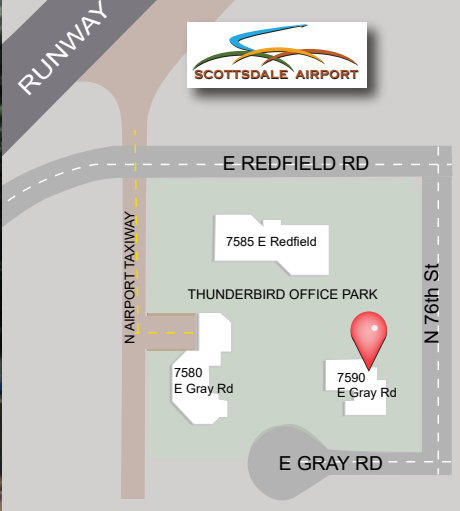 RUNWAY
SCOTTSDALE AIRPORT
E REDFIELD RD
N AIRPORT TAXIWAY
7585 E Redfield
THUNDERBIRD OFFICE PARK
N 76th St
7580
E Gray Rd
7590
E Gray Rd
E GRAY RD